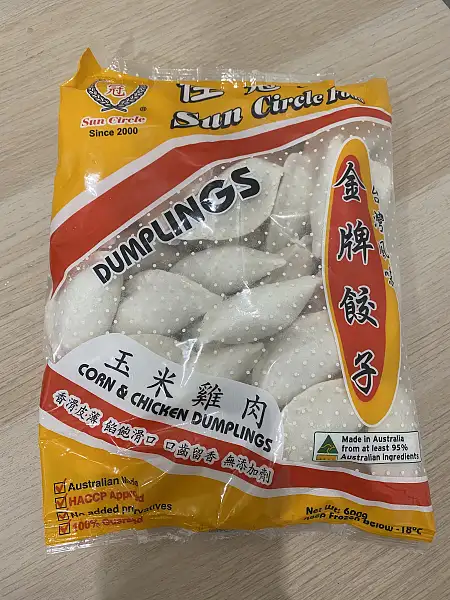 冠
Sun Circle
®
Since 2000
Sun Circle
DUMPLINGS
台灣風味
金牌餃子
玉米雞肉
CORN & CHICKEN DUMPLINGS
香滑皮薄 餡飽滑口 口齒留香 無添加劑
Made in Australia
from at least 95%
Australian ingredients
Australian Made
HACCP Approved
No added preservatives
100% Guaranteed
Net wt: 600g
Keep Frozen below -18°C